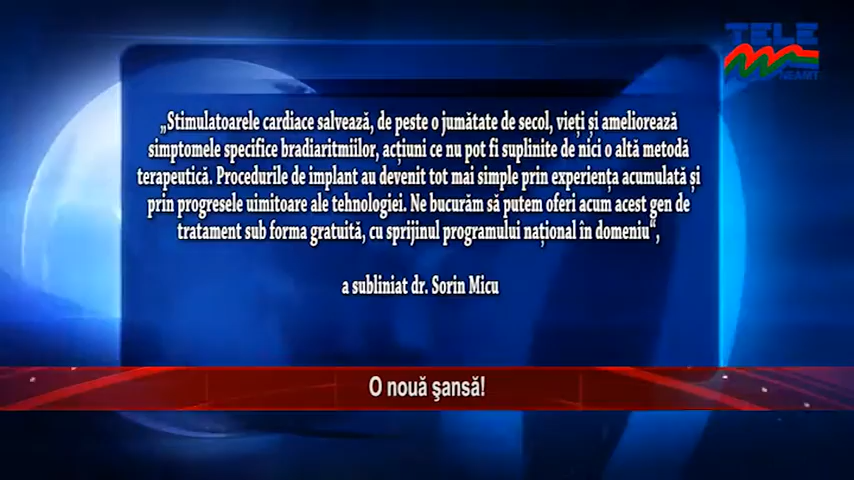 TELE
NEAMT
„Stimulatoarele cardiace salvează, de peste o jumătate de secol, vieți și ameliorează
simptomele specifice bradiaritmiilor, acțiuni ce nu pot fi suplinite de nici o altă metodă
terapeutică. Procedurile de implant au devenit tot mai simple prin experiența acumulată și
prin progresele uimitoare ale tehnologiei. Ne bucurăm să putem oferi acum acest gen de
tratament sub forma gratuită, cu sprijinul programului național în domeniu“,
a subliniat dr. Sorin Micu
O nouă şansă!